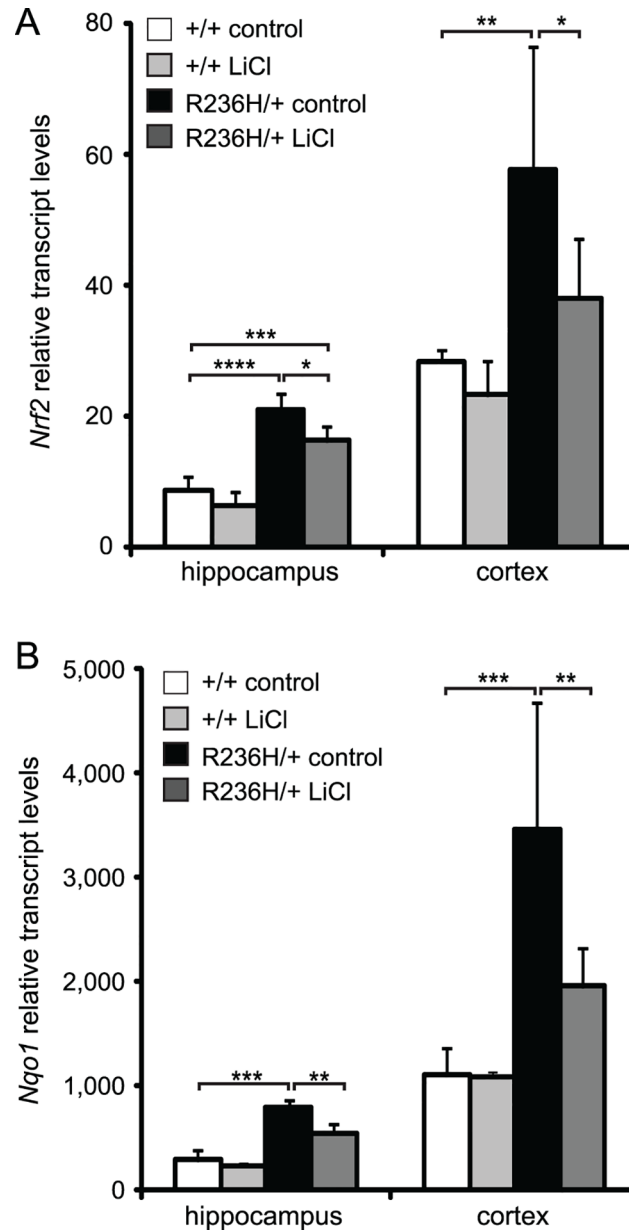 A
Nrf2 relative transcript levels
80
60
40
20
0
+/+ control
+/+ LiCl
R236H/+ control
R236H/+ LiCl
** *
***
**** *
hippocampus cortex
B
Nqo1 relative transcript levels
5,000
4,000
3,000
2,000
1,000
0
+/+ control
+/+ LiCl
R236H/+ control
R236H/+ LiCl
*** **
*** **
hippocampus cortex